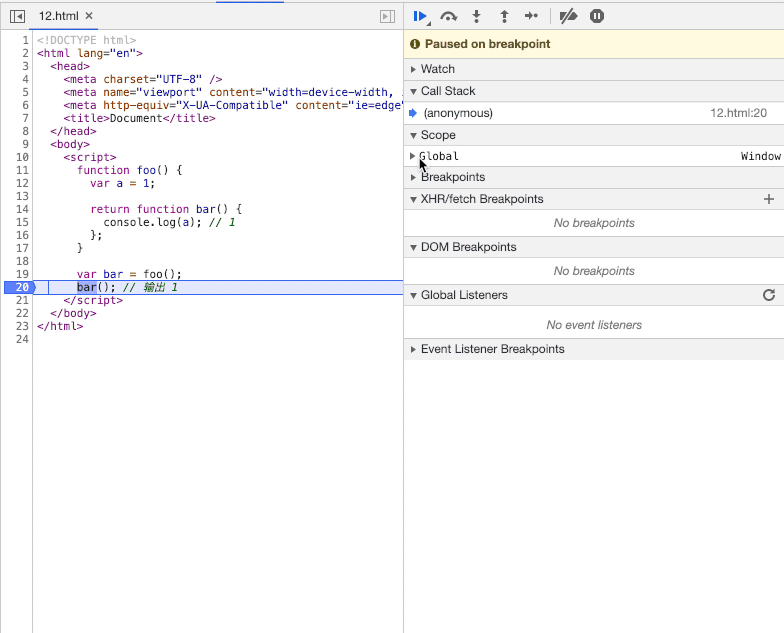 12.html ×
1 <!DOCTYPE html>
2 <html lang="en">
3 <head>
4 <meta charset="UTF-8" />
5 <meta name="viewport" content="width=device-width,
6 <meta http-equiv="X-UA-Compatible" content="ie=edge"
7 <title>Document</title>
8 </head>
9 <body>
10 <script>
11 function foo() {
12 var a = 1;
13
14 return function bar() {
15 console.log(a); // 1
16 };
17 }
18
19 var bar = foo();
20 bar(); // 输出 1
21 </script>
22 </body>
23 </html>
24
Paused on breakpoint
Watch
Call Stack
(anonymous) 12.html:20
Scope
Global Window
Breakpoints
XHR/fetch Breakpoints
No breakpoints
DOM Breakpoints
No breakpoints
Global Listeners
No event listeners
Event Listener Breakpoints